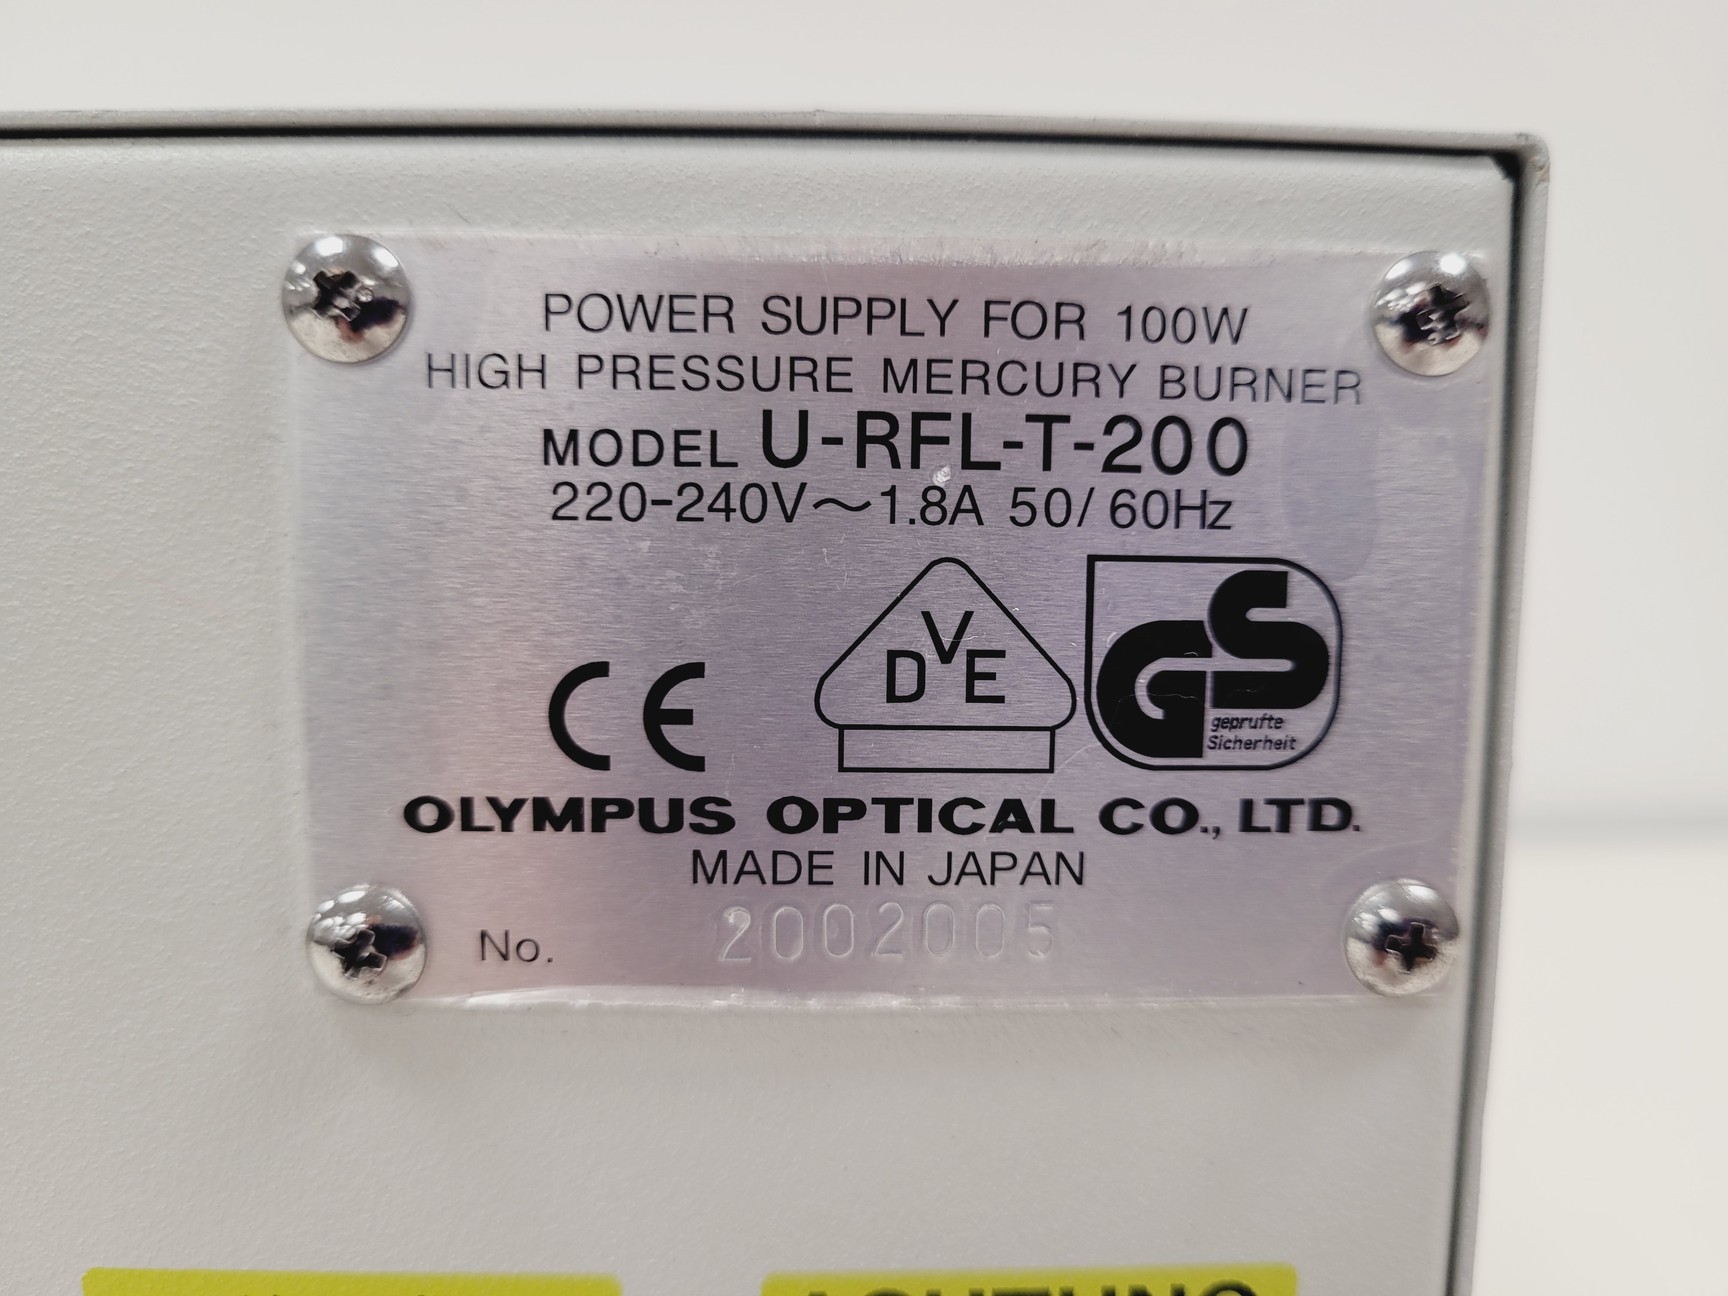 POWER SUPPLY FOR 100W
HIGH PRESSURE MERCURY BURNER
MODEL U-RFL-T-200
220-240V～1.8A 50/60Hz
CE
DVE
GS
geprufte
Sicherheit
OLYMPUS OPTICAL CO., LTD.
MADE IN JAPAN
No. 2002005
ACHTUNG